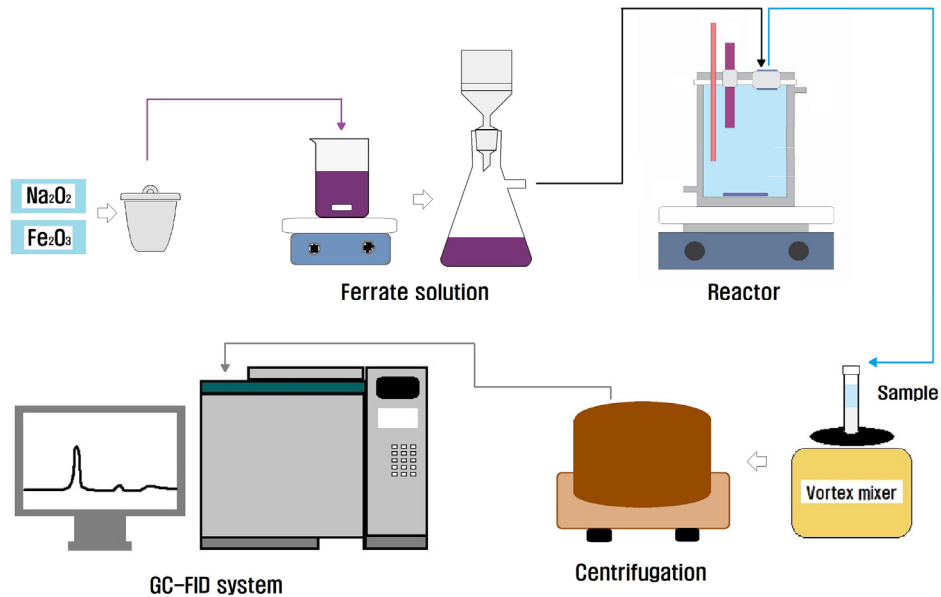 Na₂O₂
Fe₂O₃
Ferrate solution
Reactor
Sample
Vortex mixer
Centrifugation
GC-FID system